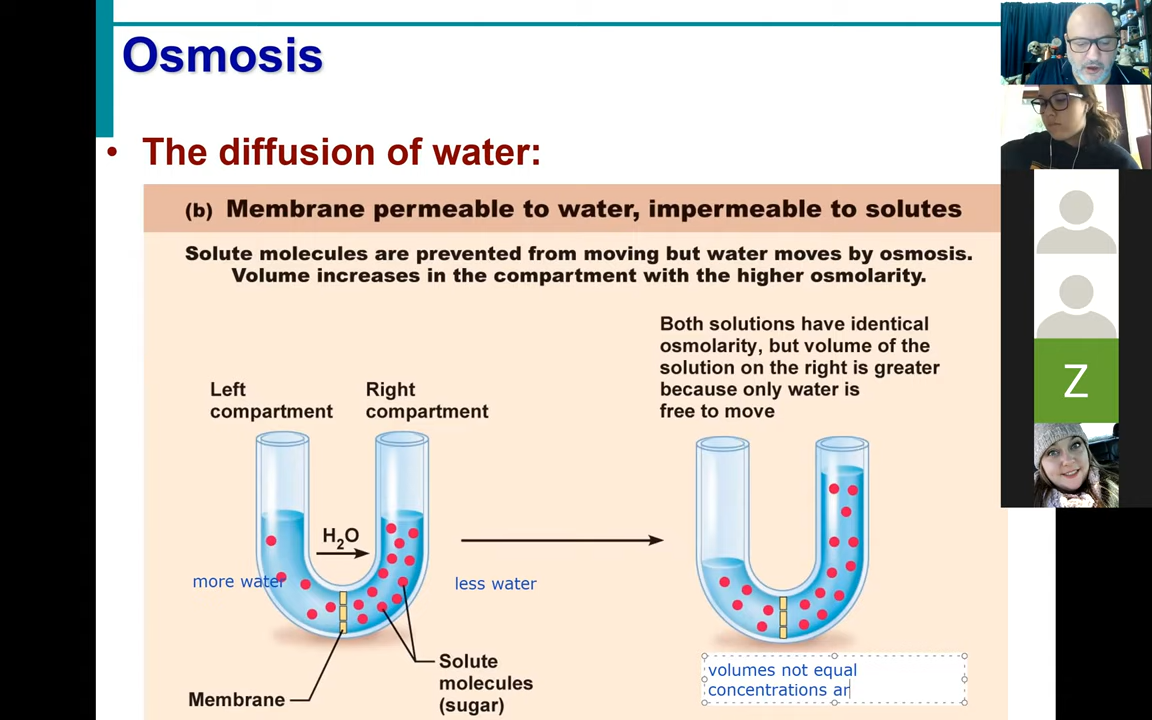 Osmosis
• The diffusion of water:
(b) Membrane permeable to water, impermeable to solutes
Solute molecules are prevented from moving but water moves by osmosis.
Volume increases in the compartment with the higher osmolarity.
Both solutions have identical
osmolarity, but volume of the
solution on the right is greater
because only water is
free to move
Left
compartment
Right
compartment
H₂O
more water
less water
Solute
molecules
(sugar)
Membrane
volumes not equal
concentrations ar
Z